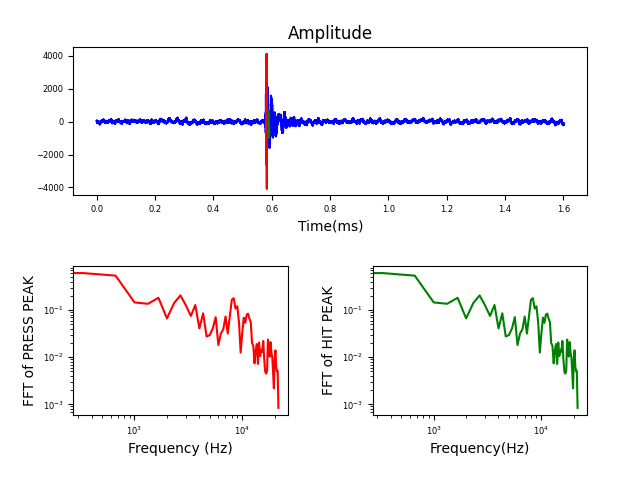 Amplitude
4000
2000
0
−2000
−4000
0.0 0.2 0.4 0.6 0.8 1.0 1.2 1.4 1.6
Time(ms)
FFT of PRESS PEAK
10⁻¹
10⁻²
10⁻³
10³ 10⁴
Frequency (Hz)
FFT of HIT PEAK
10⁻¹
10⁻²
10⁻³
10³ 10⁴
Frequency(Hz)